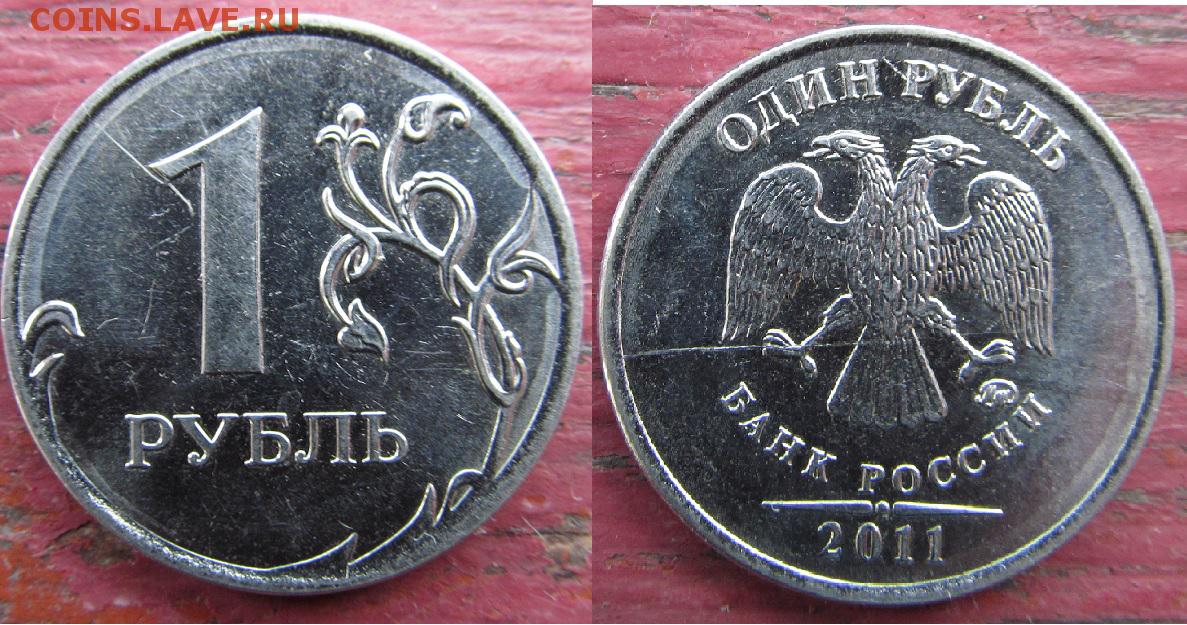 COINS.LAVE.RU
1
РУБЛЬ
ОДИН РУБЛЬ
БАНК РОССИИ
2011